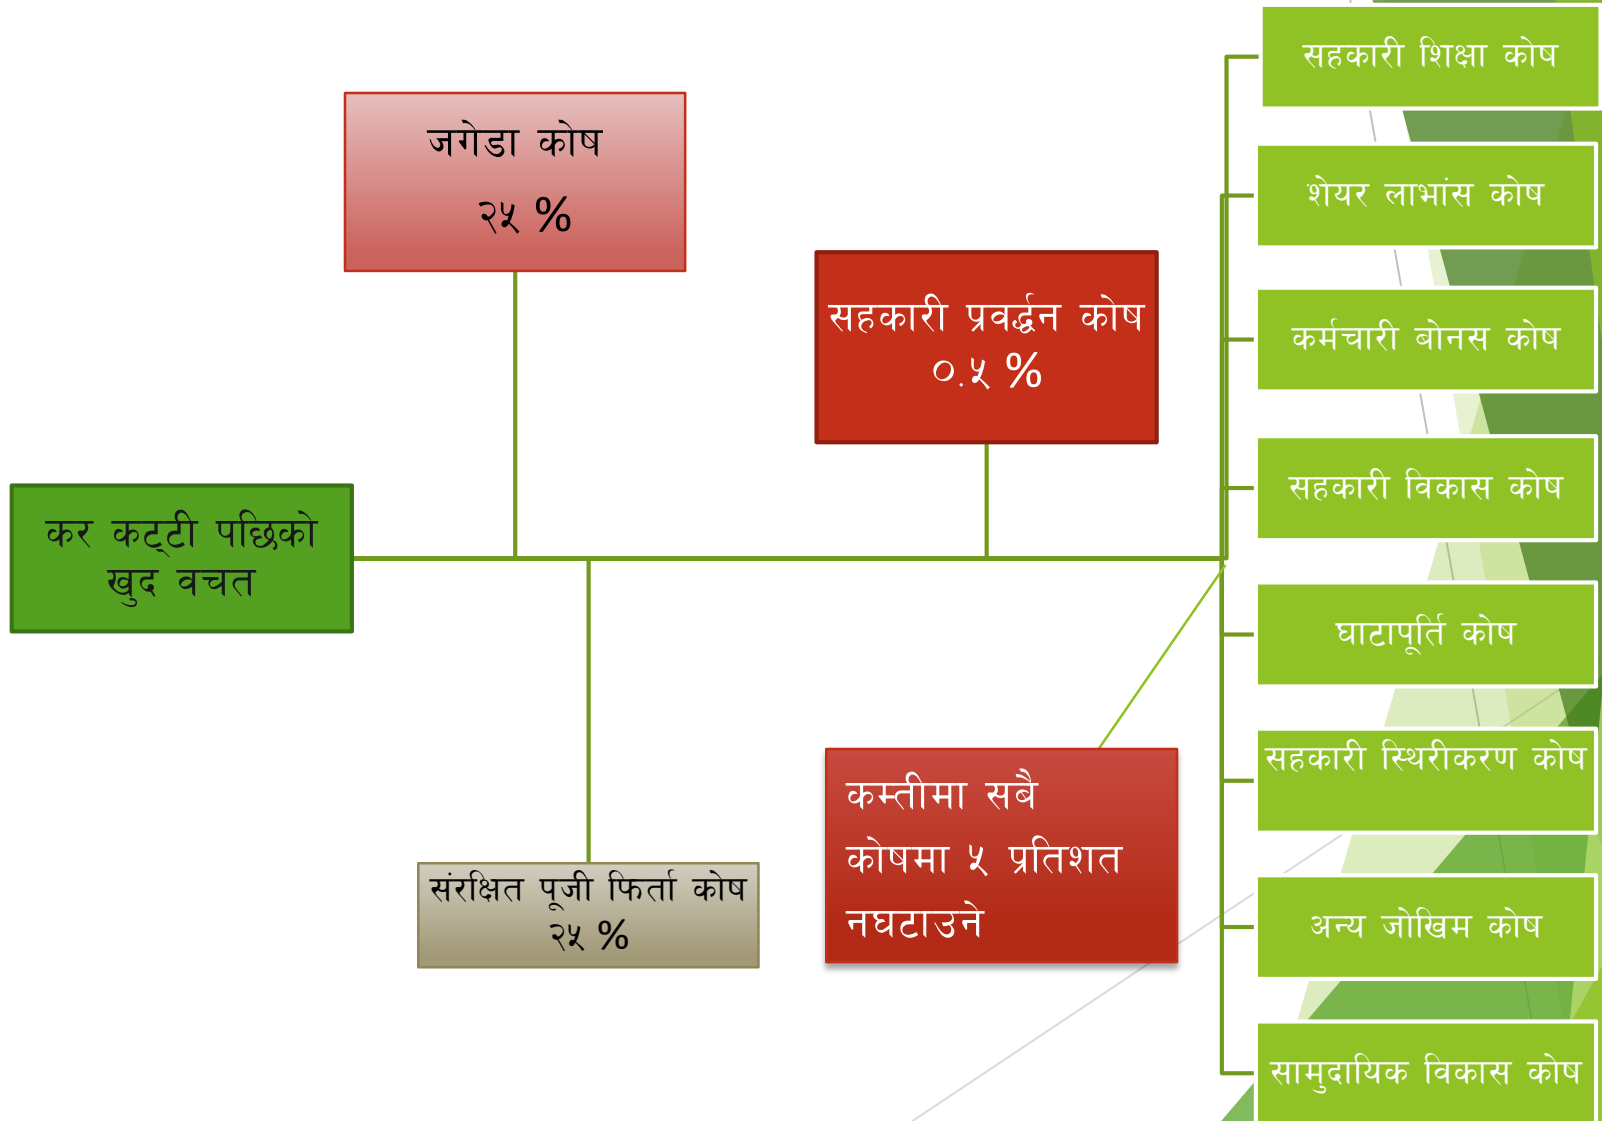 जगेडा कोष
२५ %
सहकारी प्रवर्द्धन कोष
०.५ %
कर कट्टी पछिको
खुद वचत
संरक्षित पूजी फिर्ता कोष
२५ %
कम्तीमा सबै
कोषमा ५ प्रतिशत
नघटाउने
सहकारी शिक्षा कोष
शेयर लाभांस कोष
कर्मचारी बोनस कोष
सहकारी विकास कोष
घाटापूर्ति कोष
सहकारी स्थिरीकरण कोष
अन्य जोखिम कोष
सामुदायिक विकास कोष